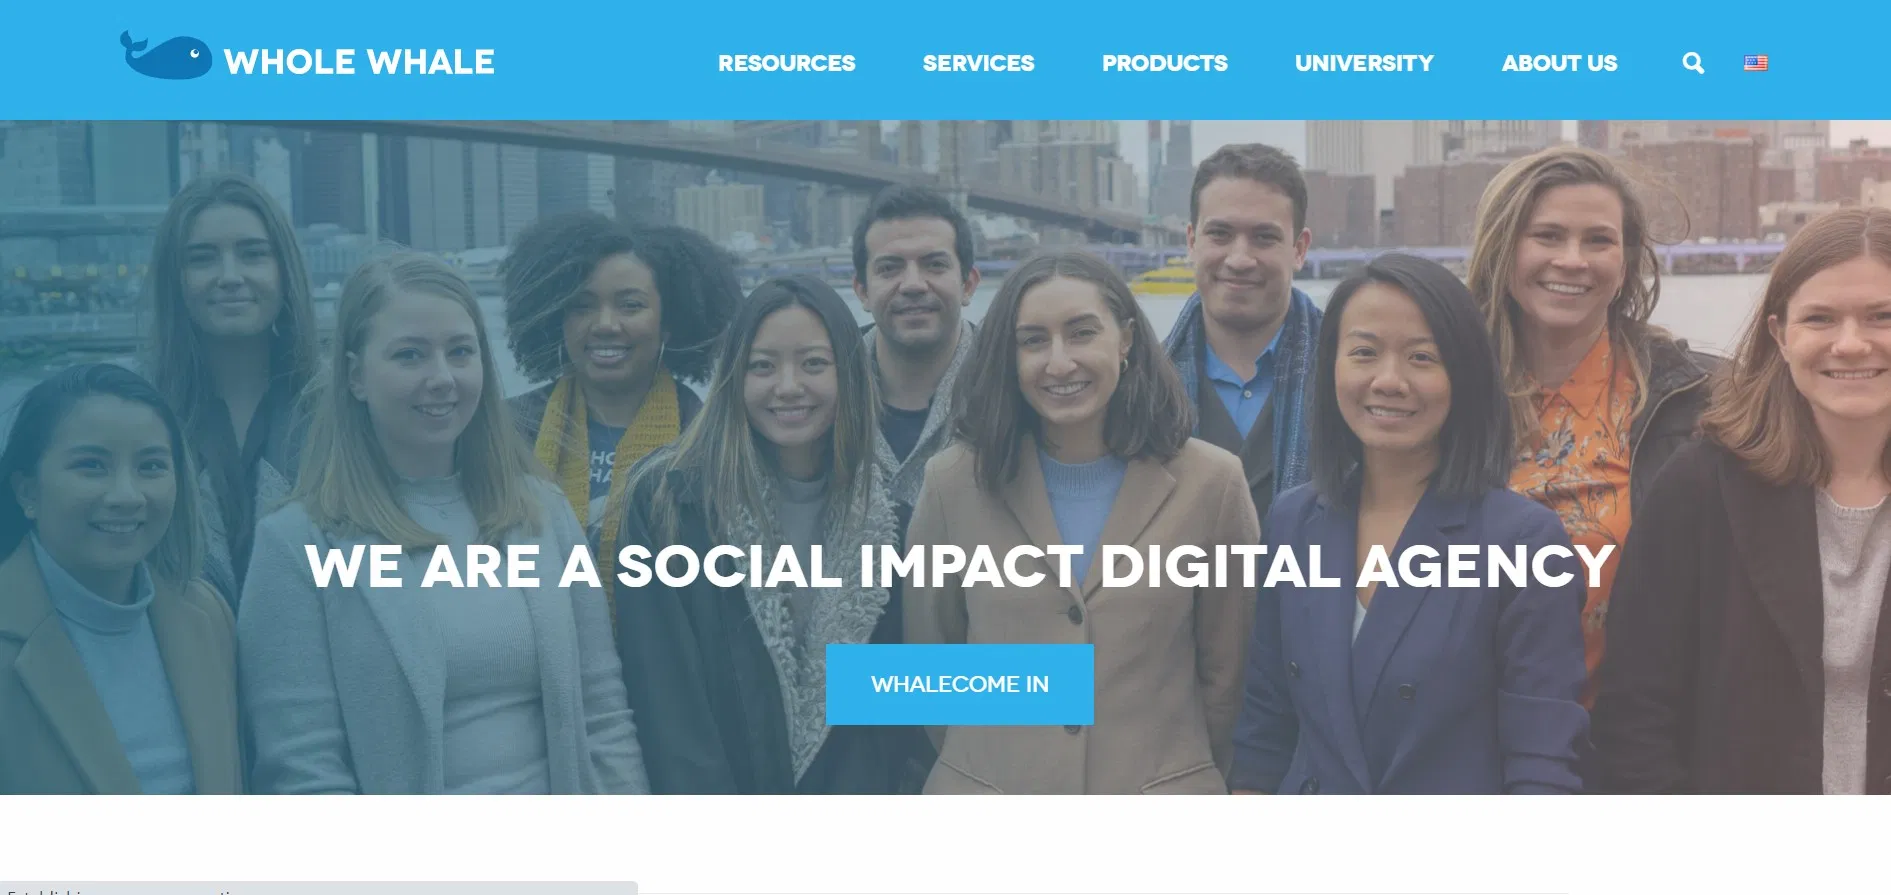 WHOLE WHALE
RESOURCES
SERVICES
PRODUCTS
UNIVERSITY
ABOUT US
WE ARE A SOCIAL IMPACT DIGITAL AGENCY
WHALECOME IN